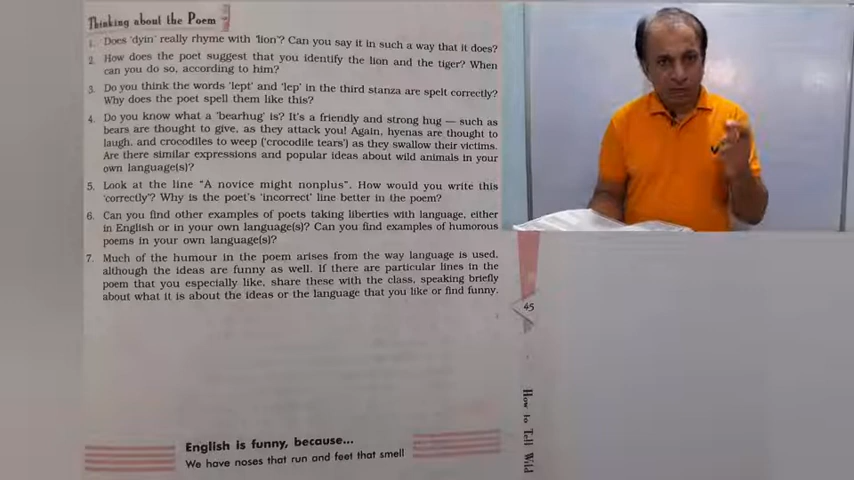 Thinking about the Poem
1. Does 'dyin' really rhyme with 'lion'? Can you say it in such a way that it does?
2. How does the poet suggest that you identify the lion and the tiger? When
can you do so, according to him?
3. Do you think the words 'lept' and 'lep' in the third stanza are spelt correctly?
Why does the poet spell them like this?
4. Do you know what a 'bearhug' is? It's a friendly and strong hug — such as
bears are thought to give, as they attack you! Again, hyenas are thought to
laugh, and crocodiles to weep ('crocodile tears') as they swallow their victims.
Are there similar expressions and popular ideas about wild animals in your
own language(s)?
5. Look at the line "A novice might nonplus". How would you write this
'correctly'? Why is the poet's 'incorrect' line better in the poem?
6. Can you find other examples of poets taking liberties with language, either
in English or in your own language(s)? Can you find examples of humorous
poems in your own language(s)?
7. Much of the humour in the poem arises from the way language is used,
although the ideas are funny as well. If there are particular lines in the
poem that you especially like, share these with the class, speaking briefly
about what it is about the ideas or the language that you like or find funny.
45
How to Tell Wild
English is funny, because...
We have noses that run and feet that smell